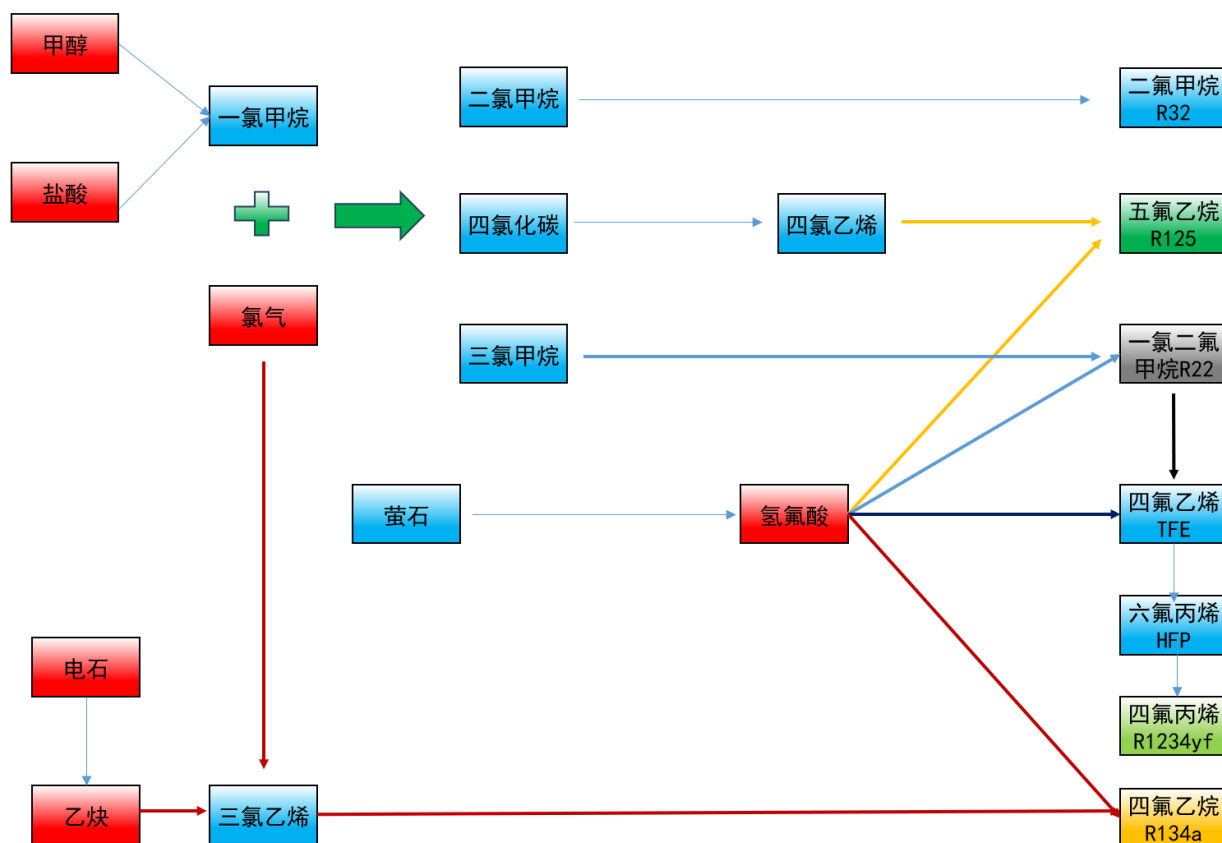 甲醇
盐酸
一氯甲烷
氯气
二氯甲烷
四氯化碳
三氯甲烷
四氯乙烯
二氟甲烷
R32
五氟乙烷
R125
一氯二氟
甲烷R22
萤石
氢氟酸
四氟乙烯
TFE
六氟丙烯
HFP
四氟丙烯
R1234yf
电石
乙炔
三氯乙烯
四氟乙烷
R134a